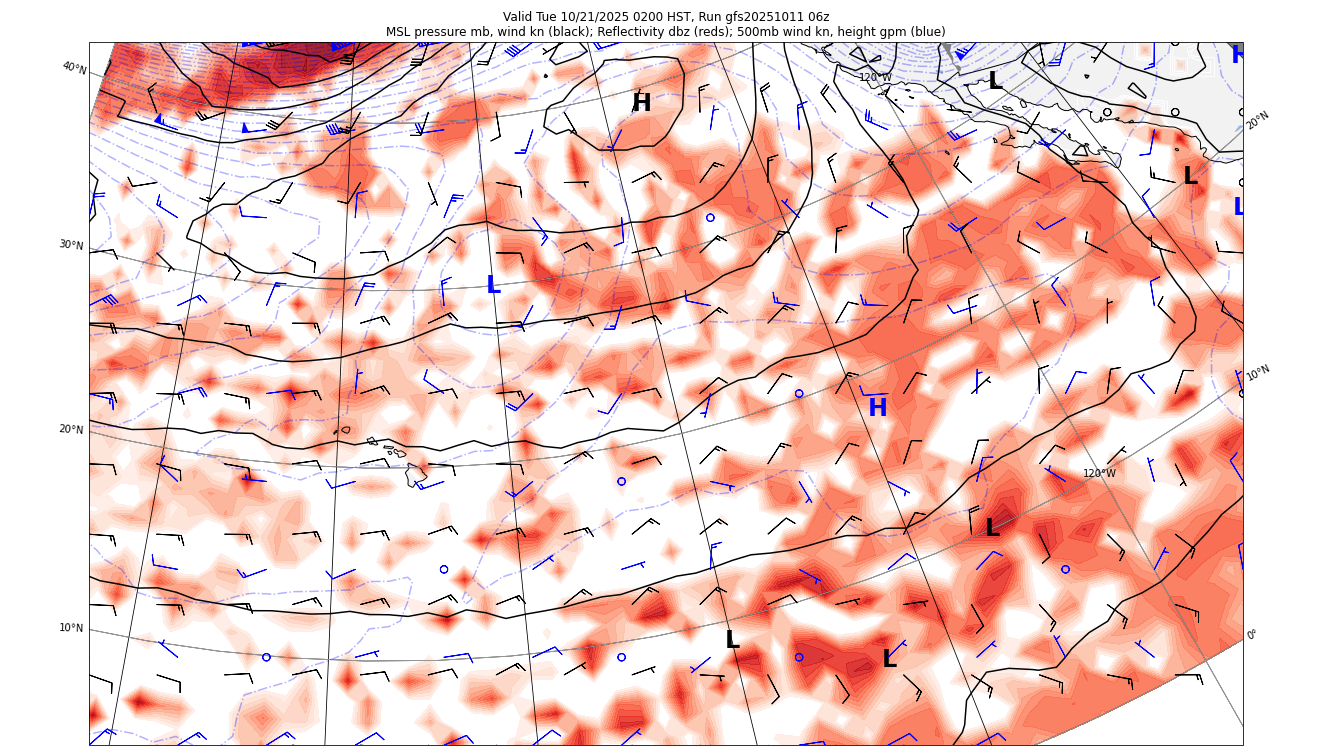 Valid Tue 10/21/2025 0200 HST, Run gfs20251011 06z
MSL pressure mb, wind kn (black); Reflectivity dbz (reds); 500mb wind kn, height gpm (blue)
H
40°N
L
120°W
H
20°N
L
L
30°N
L
10°N
H
20°N
120°W
L
10°N
L
0°
L